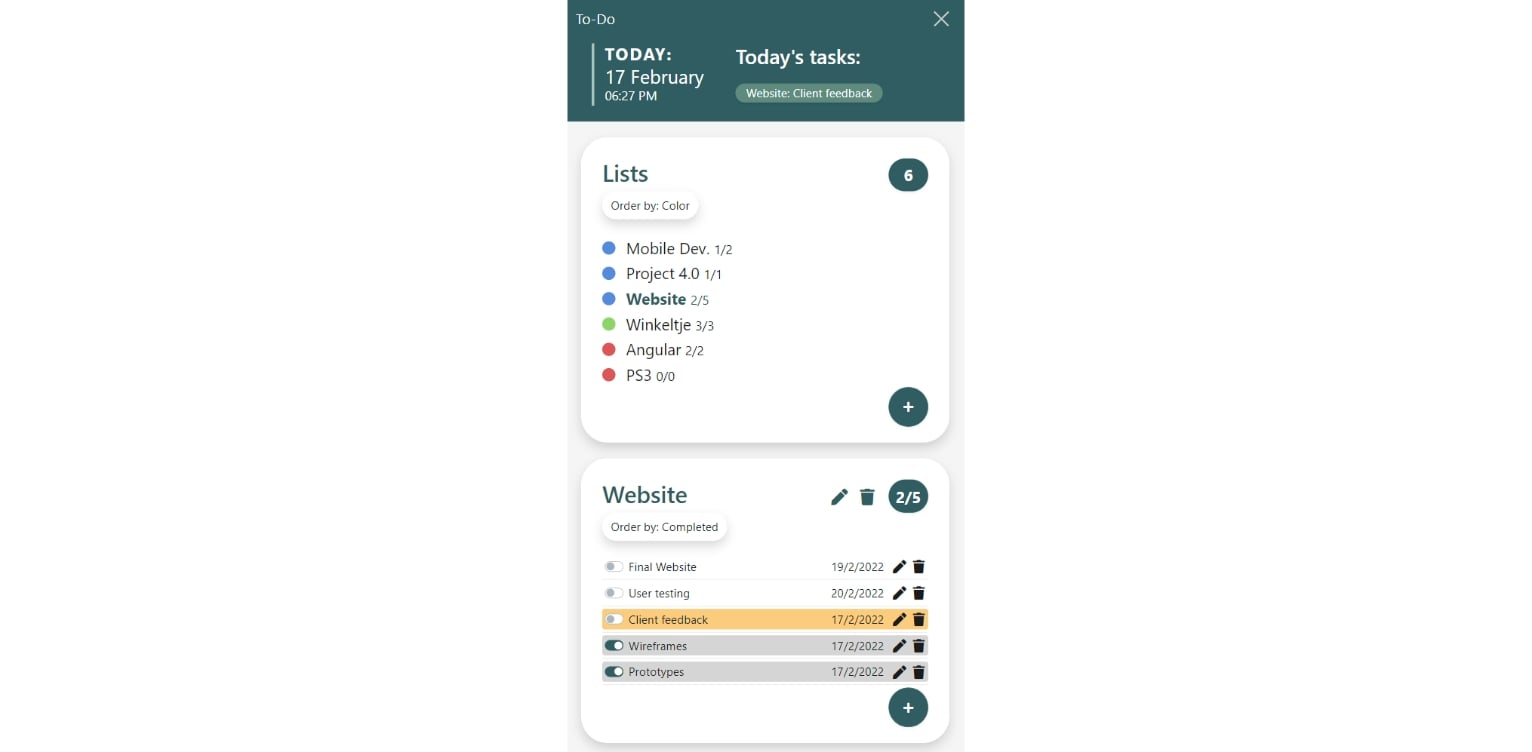 To-Do
TODAY:
17 February
06:27 PM
Today's tasks:
Website: Client feedback
Lists
6
Order by: Color
Mobile Dev. 1/2
Project 4.0 1/1
Website 2/5
Winkeltje 3/3
Angular 2/2
PS3 0/0
+
Website
2/5
Order by: Completed
Final Website 19/2/2022
User testing 20/2/2022
Client feedback 17/2/2022
Wireframes 17/2/2022
Prototypes 17/2/2022
+